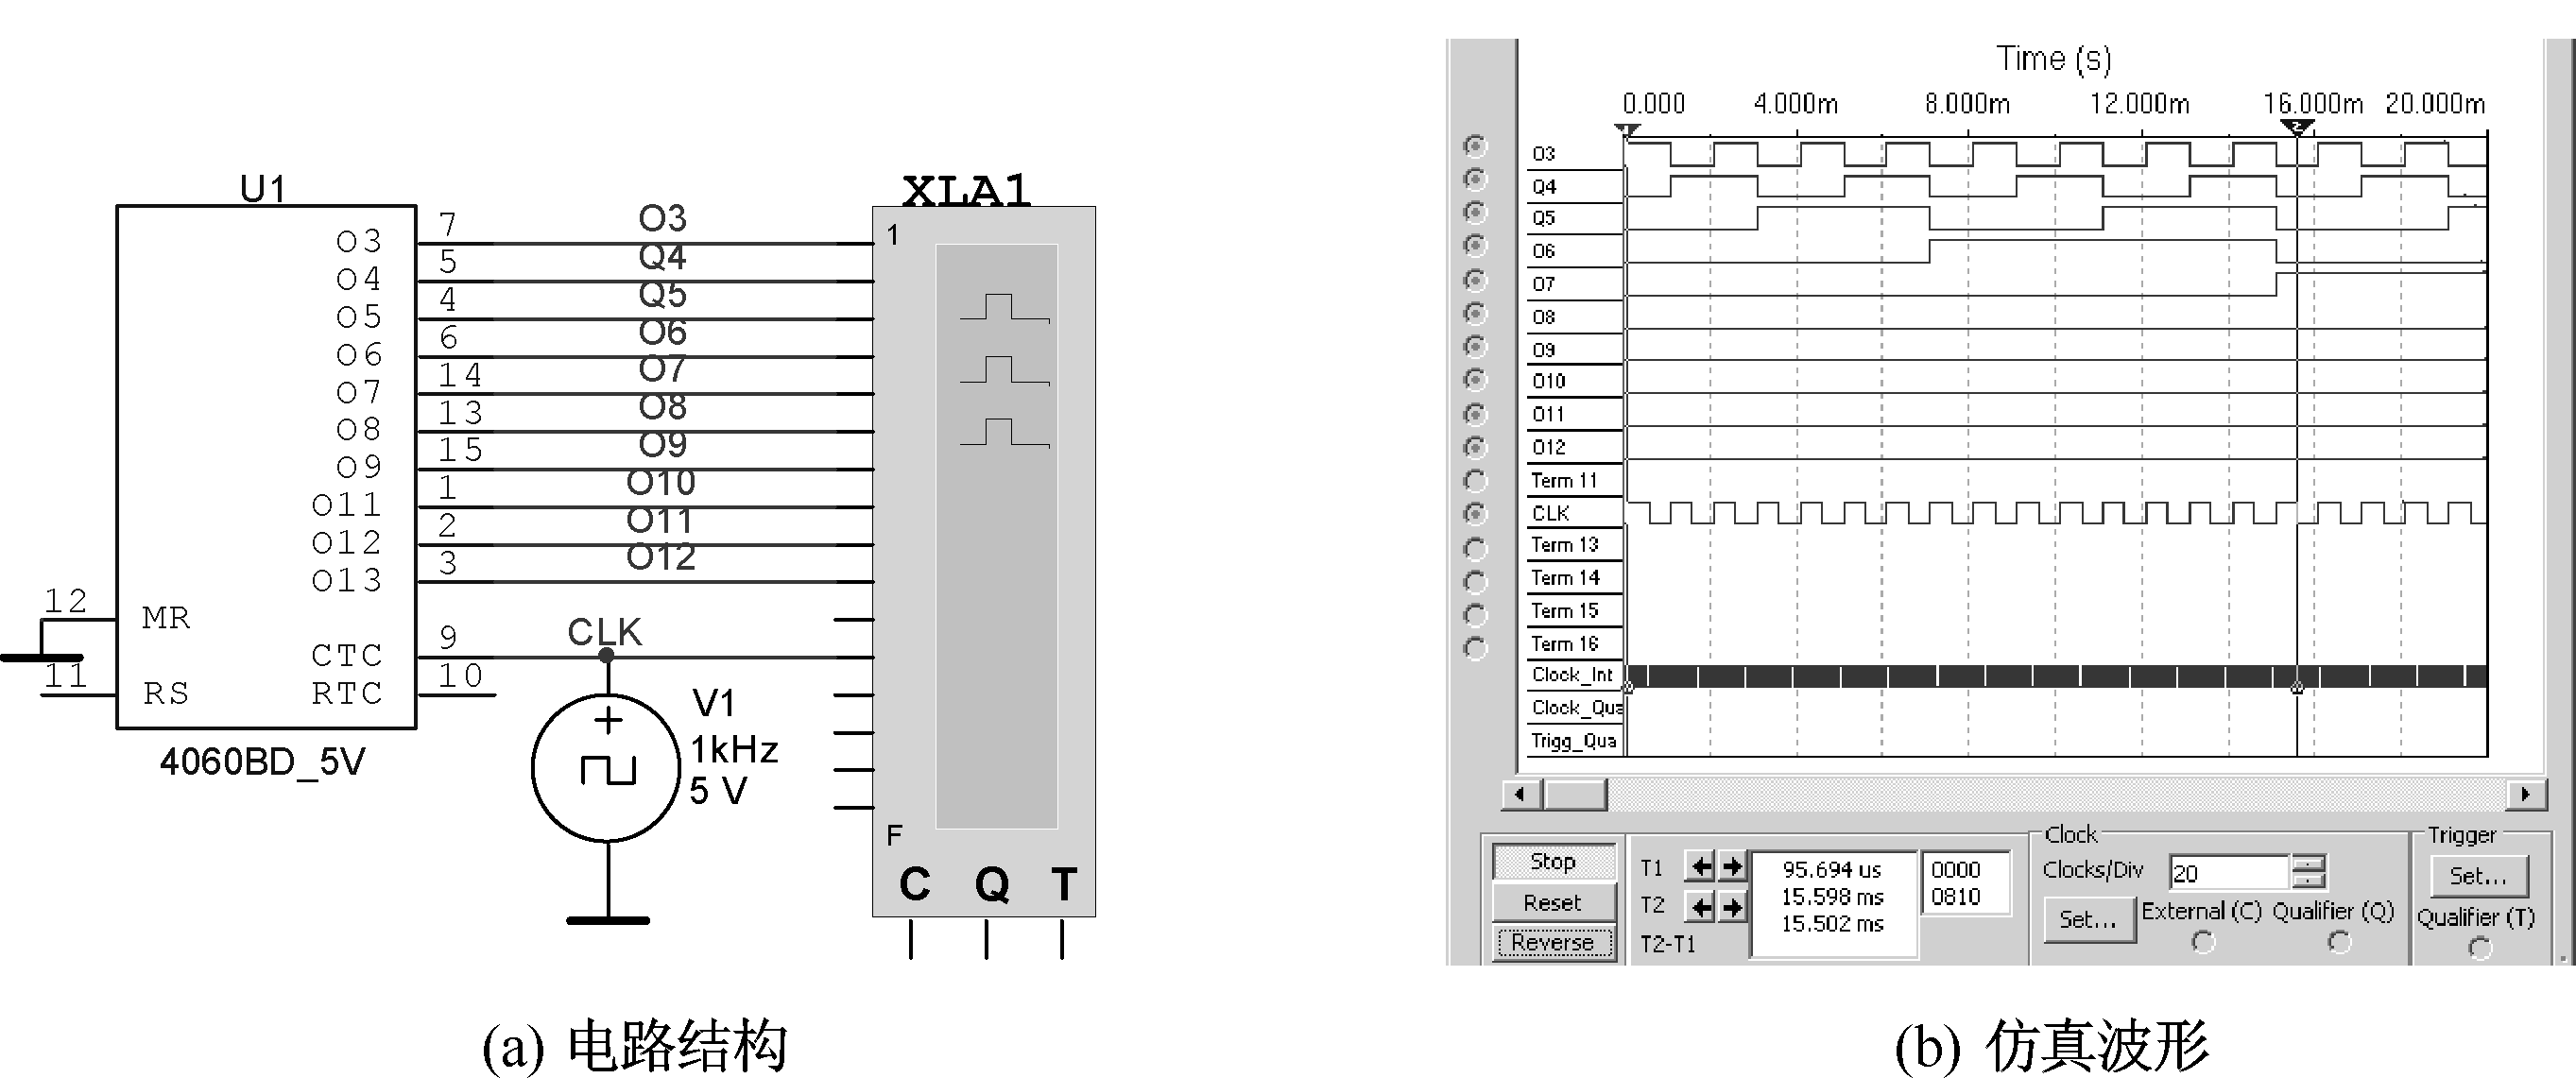 U1
O3
O4
O5
O6
O7
O8
O9
O11
O12
O13
MR
RS
CTC
RTC
12
11
7
5
4
6
14
13
15
1
2
3
9
10
4060BD_5V
O3
Q4
Q5
O6
O7
O8
O9
O10
O11
O12
CLK
V1
1kHz
5 V
XLA1
1
F
C Q T
(a) 电路结构
Time (s)
0.000 4.000m 8.000m 12.000m 16.000m 20.000m
1
2
O3
Q4
Q5
O6
O7
O8
O9
O10
O11
O12
Term 11
CLK
Term 13
Term 14
Term 15
Term 16
Clock_Int
Clock_Qua
Trigg_Qua
Stop
Reset
Reverse
T1 95.694 us 0000
T2 15.598 ms 0810
T2-T1 15.502 ms
Clock
Clocks/Div 20
Set...
External (C) Qualifier (Q)
Trigger
Set...
Qualifier (T)
(b) 仿真波形